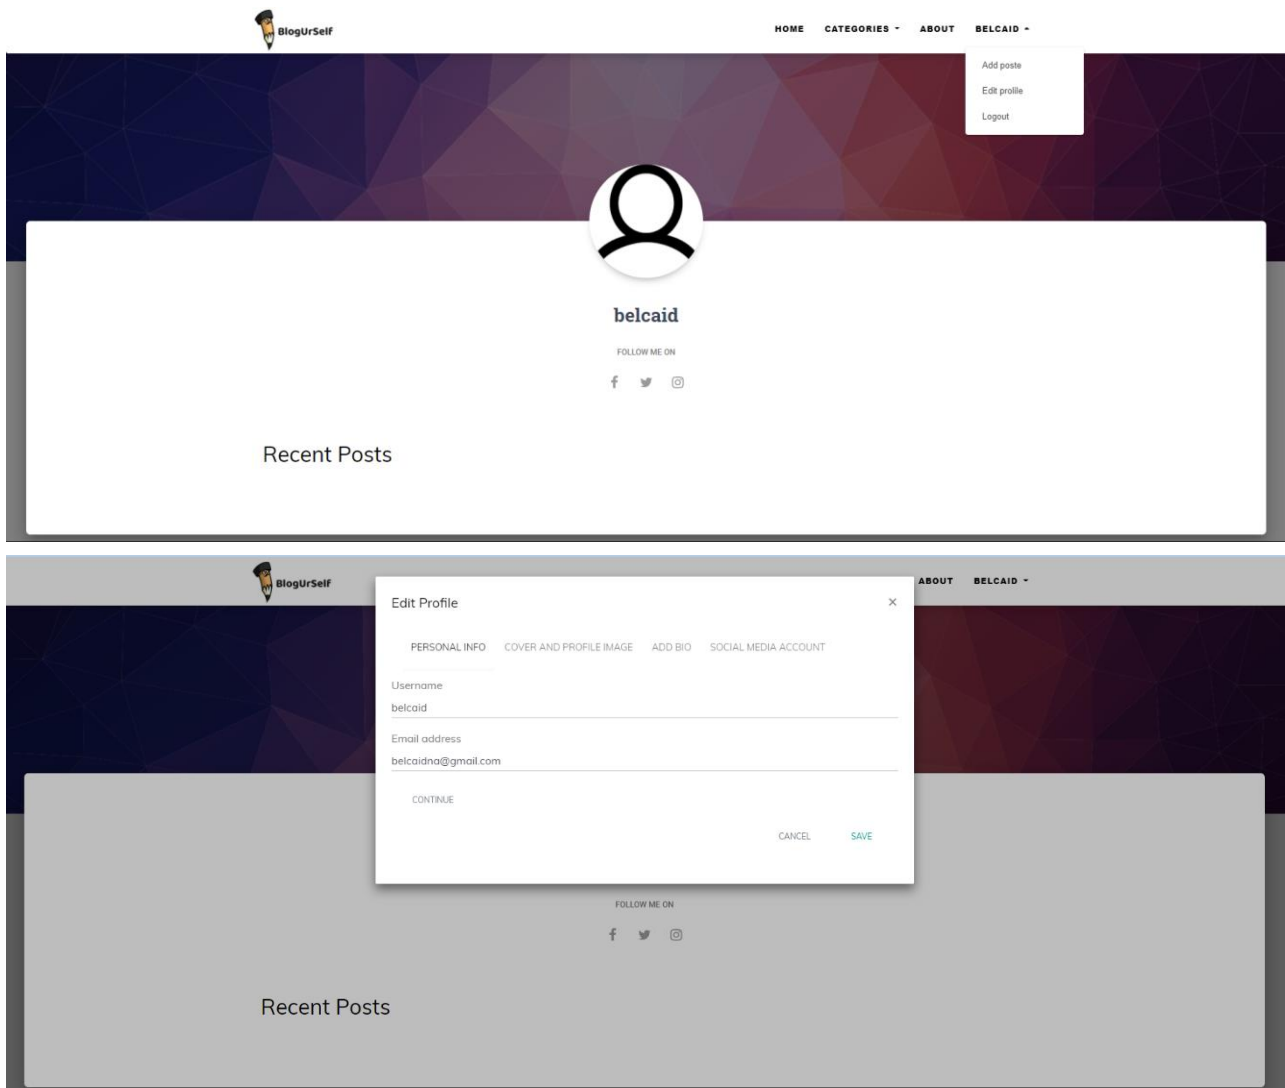 BlogUrSelf
HOME CATEGORIES ABOUT BELCAID
Add poste
Edit prolile
Logout
belcaid
FOLLOW ME ON
Recent Posts
BlogUrSelf
ABOUT BELCAID
Edit Profile ×
PERSONAL INFO COVER AND PROFILE IMAGE ADD BIO SOCIAL MEDIA ACCOUNT
Username
belcaid
Email address
belcaidna@gmail.com
CONTINUE
CANCEL SAVE
FOLLOW ME ON
Recent Posts